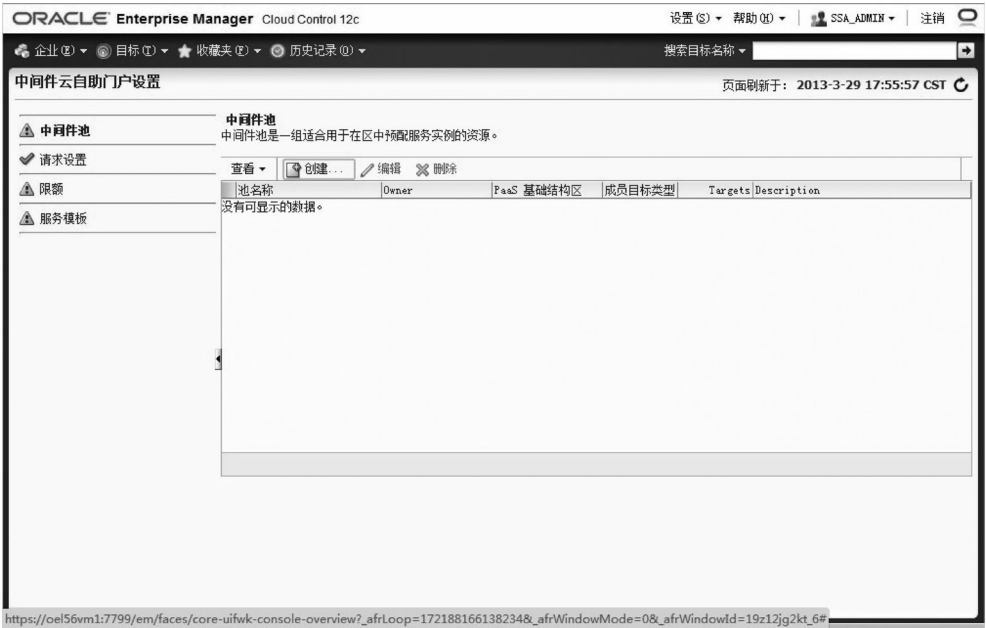 ORACLE Enterprise Manager Cloud Control 12c
设置(S) 帮助(H) SSA_ADMIN 注销
企业(E) 目标(T) 收藏夹(F) 历史记录(O) 搜索目标名称
中间件云自助门户设置
页面刷新于: 2013-3-29 17:55:57 CST
中间件池
请求设置
限额
服务模板
中间件池
中间件池是一组适合用于在区中预配服务实例的资源。
查看 创建... 编辑 删除
池名称 Owner PaaS 基础结构区 成员目标类型 Targets Description
没有可显示的数据。
https://oel56vm1:7799/em/faces/core-uifwk-console-overview?_afrLoop=172188166138234&_afrWindowMode=0&_afrWindowId=19z12jg2kt_6#